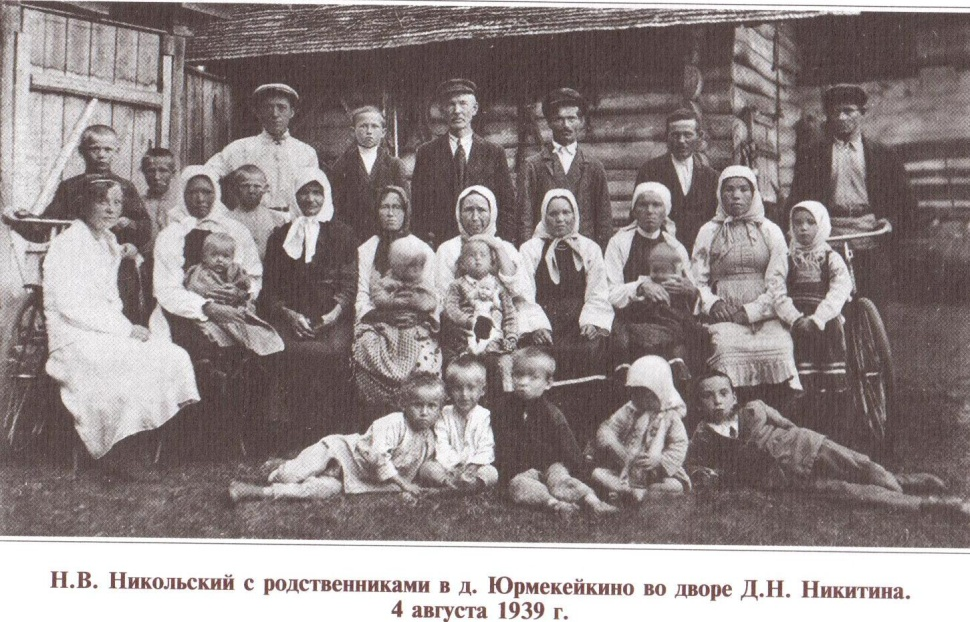 Н.В. Никольский с родственниками в д. Юрмекейкино во дворе Д.Н. Никитина.
4 августа 1939 г.